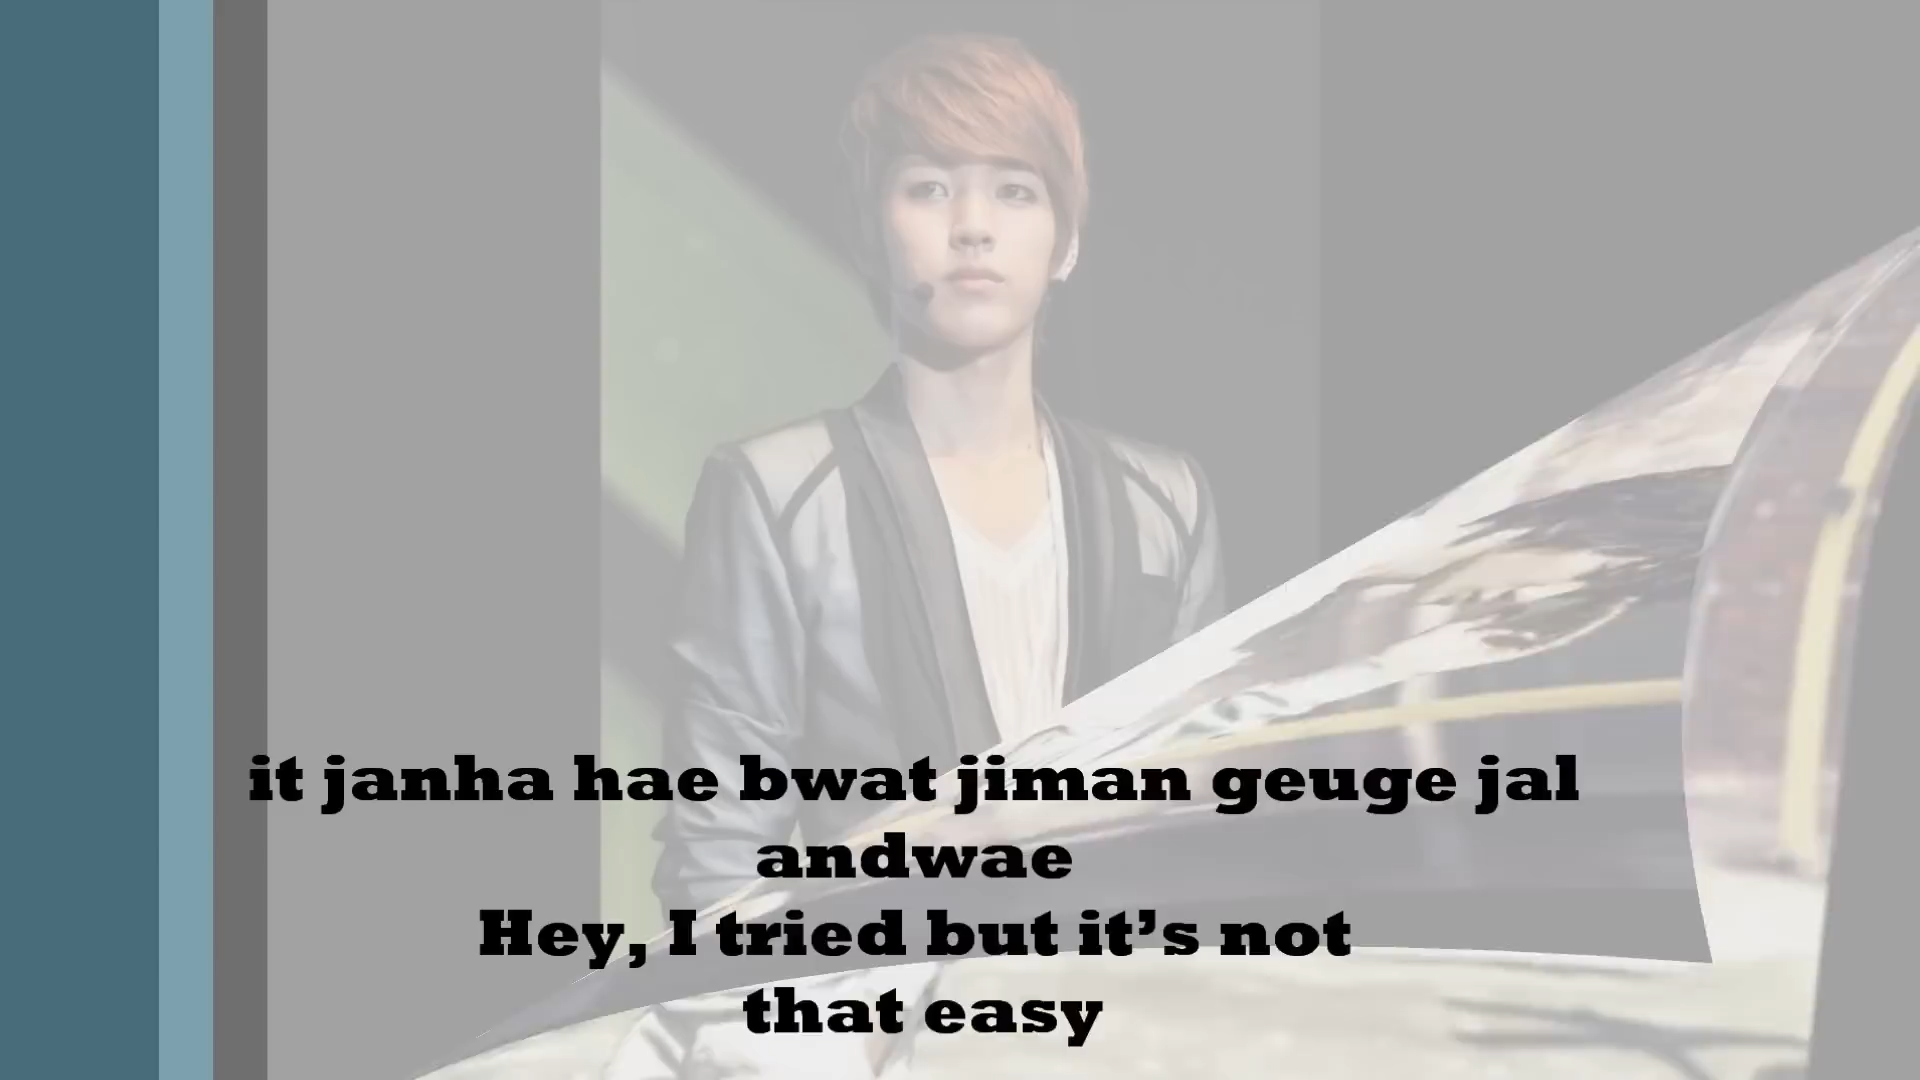 it janha hae bwat jiman geuge jal
andwae
Hey, I tried but it’s not
that easy